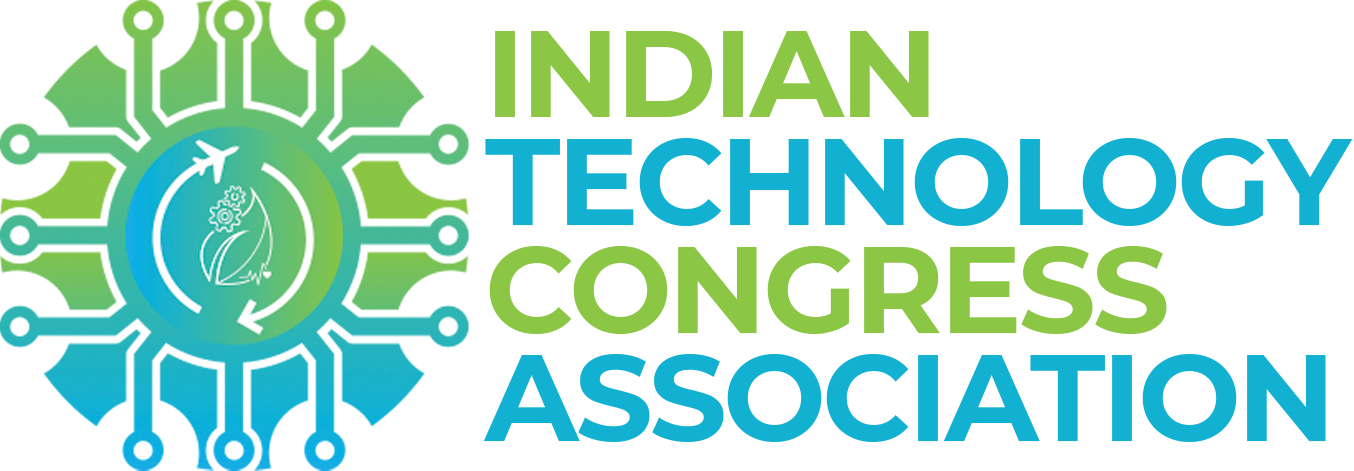 INDIAN
TECHNOLOGY
CONGRESS
ASSOCIATION